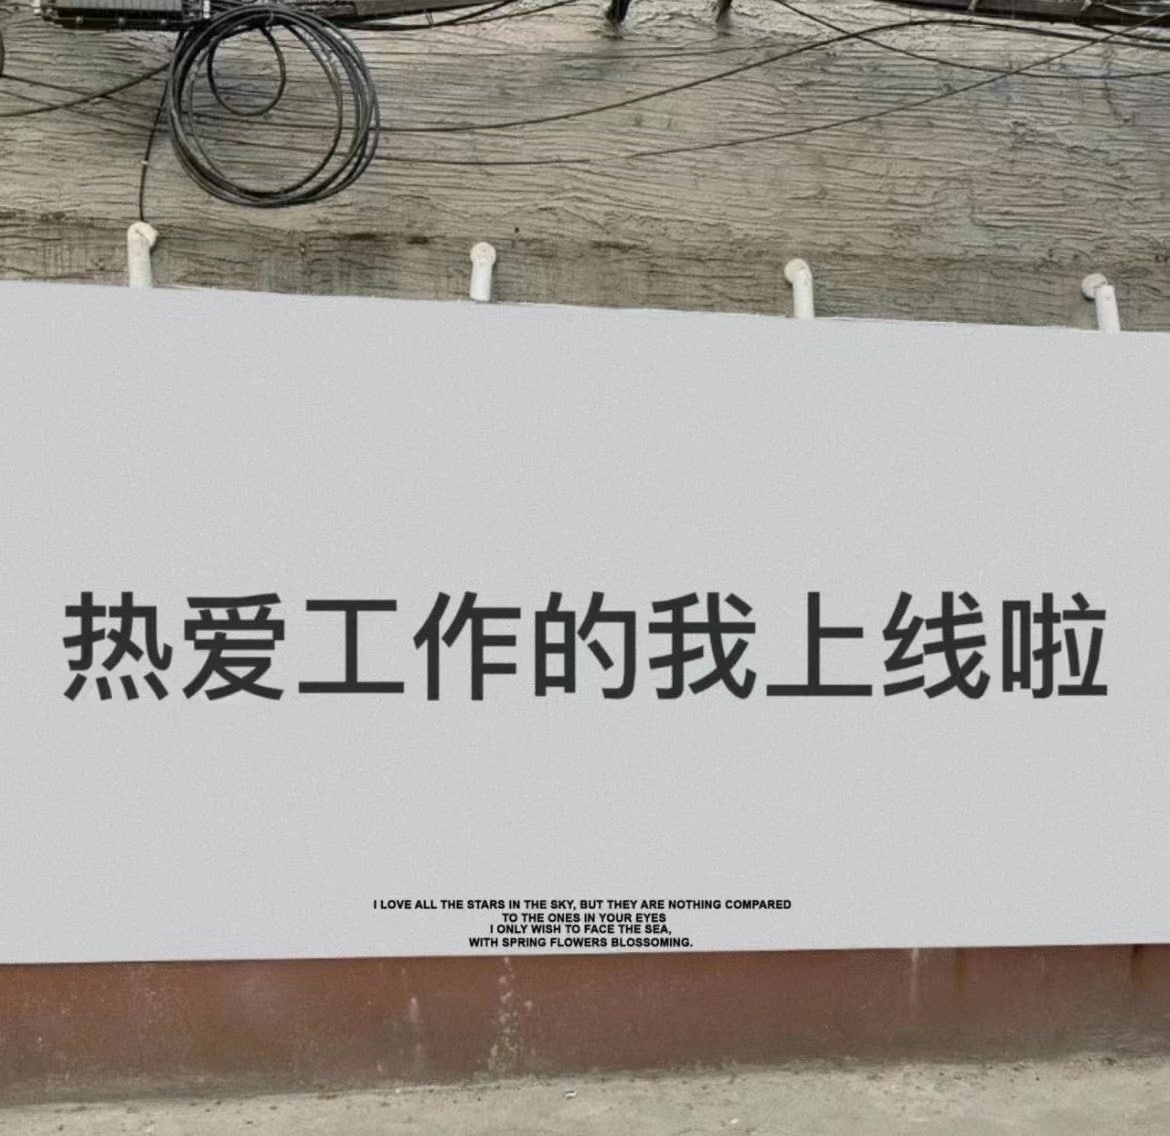 热爱工作的我上线啦
I LOVE ALL THE STARS IN THE SKY, BUT THEY ARE NOTHING COMPARED
TO THE ONES IN YOUR EYES
I ONLY WISH TO FACE THE SEA,
WITH SPRING FLOWERS BLOSSOMING.